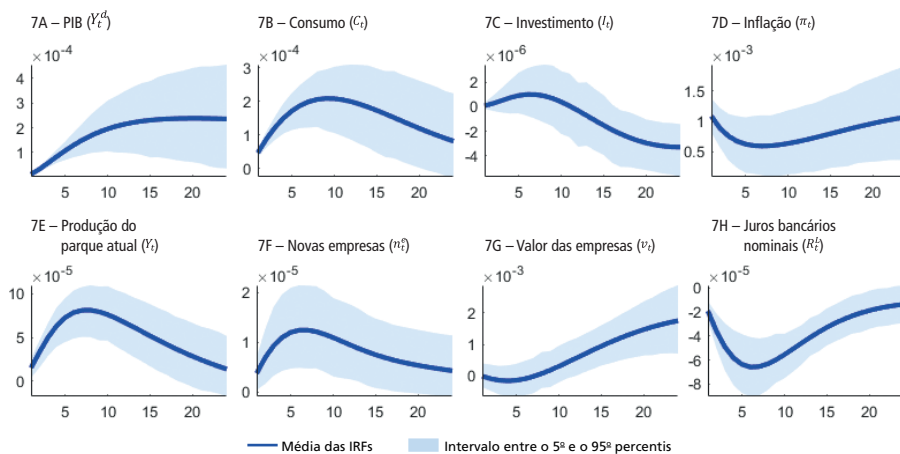 7A – PIB (Y_t^d)
7B – Consumo (C_t)
7C – Investimento (I_t)
7D – Inflação (π_t)
×10⁻⁴
4
3
2
1
5 10 15 20
×10⁻⁴
3
2
1
0
5 10 15 20
×10⁻⁶
2
0
-2
-4
5 10 15 20
×10⁻³
1.5
1
0.5
5 10 15 20
7E – Produção do
parque atual (Y_t)
7F – Novas empresas (n_t^e)
7G – Valor das empresas (v_t)
7H – Juros bancários
nominais (R_t^L)
10 ×10⁻⁵
5
0
5 10 15 20
2 ×10⁻⁵
1
0
5 10 15 20
×10⁻³
2
1
0
5 10 15 20
0 ×10⁻⁵
-2
-4
-6
-8
5 10 15 20
Média das IRFs
Intervalo entre o 5º e o 95º percentis